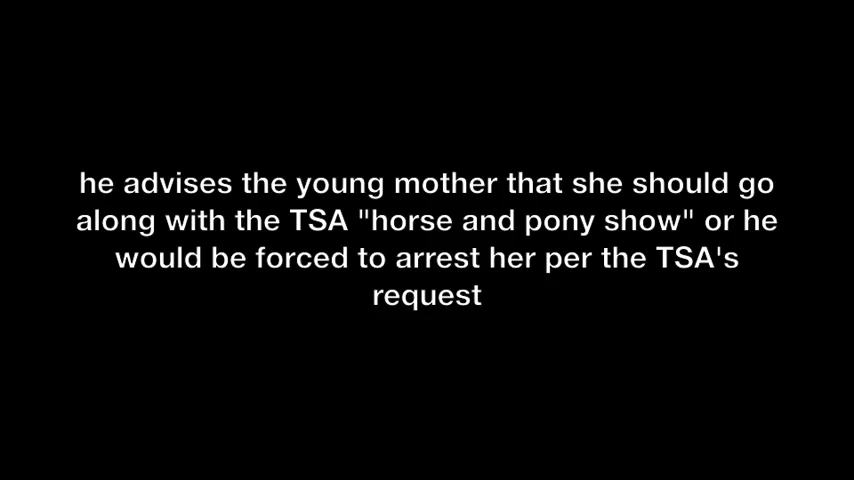 he advises the young mother that she should go
along with the TSA "horse and pony show" or he
would be forced to arrest her per the TSA's
request